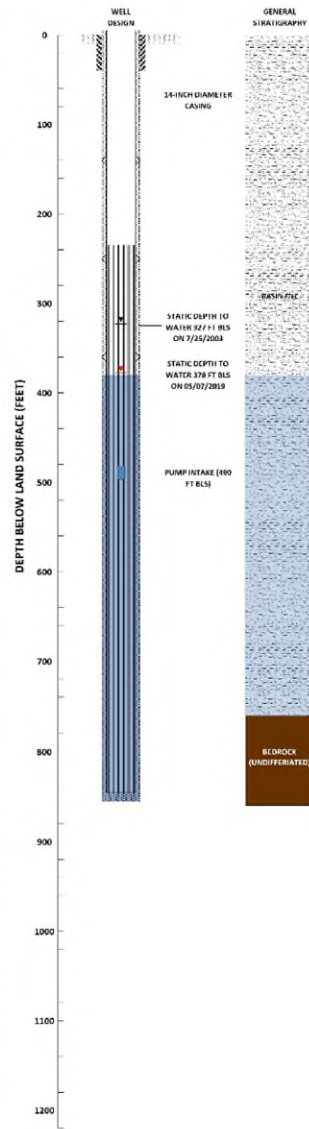 WELL
DESIGN
GENERAL
STRATIGRAPHY
DEPTH BELOW LAND SURFACE (FEET)
0
100
200
300
400
500
600
700
800
900
1000
1100
1200
14-INCH DIAMETER
CASING
BASIN FILL
STATIC DEPTH TO
WATER 327 FT BLS
ON 7/25/2003
STATIC DEPTH TO
WATER 378 FT BLS
ON 05/07/2019
PUMP INTAKE (490
FT BLS)
BEDROCK
(UNDIFFERIATED)